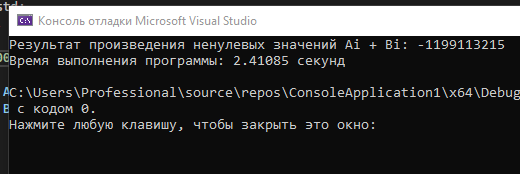 Консоль отладки Microsoft Visual Studio
Результат произведения ненулевых значений Ai + Bi: -1199113215
Время выполнения программы: 2.41085 секунд
C:\Users\Professional\source\repos\ConsoleApplication1\x64\Debug
с кодом 0.
Нажмите любую клавишу, чтобы закрыть это окно: